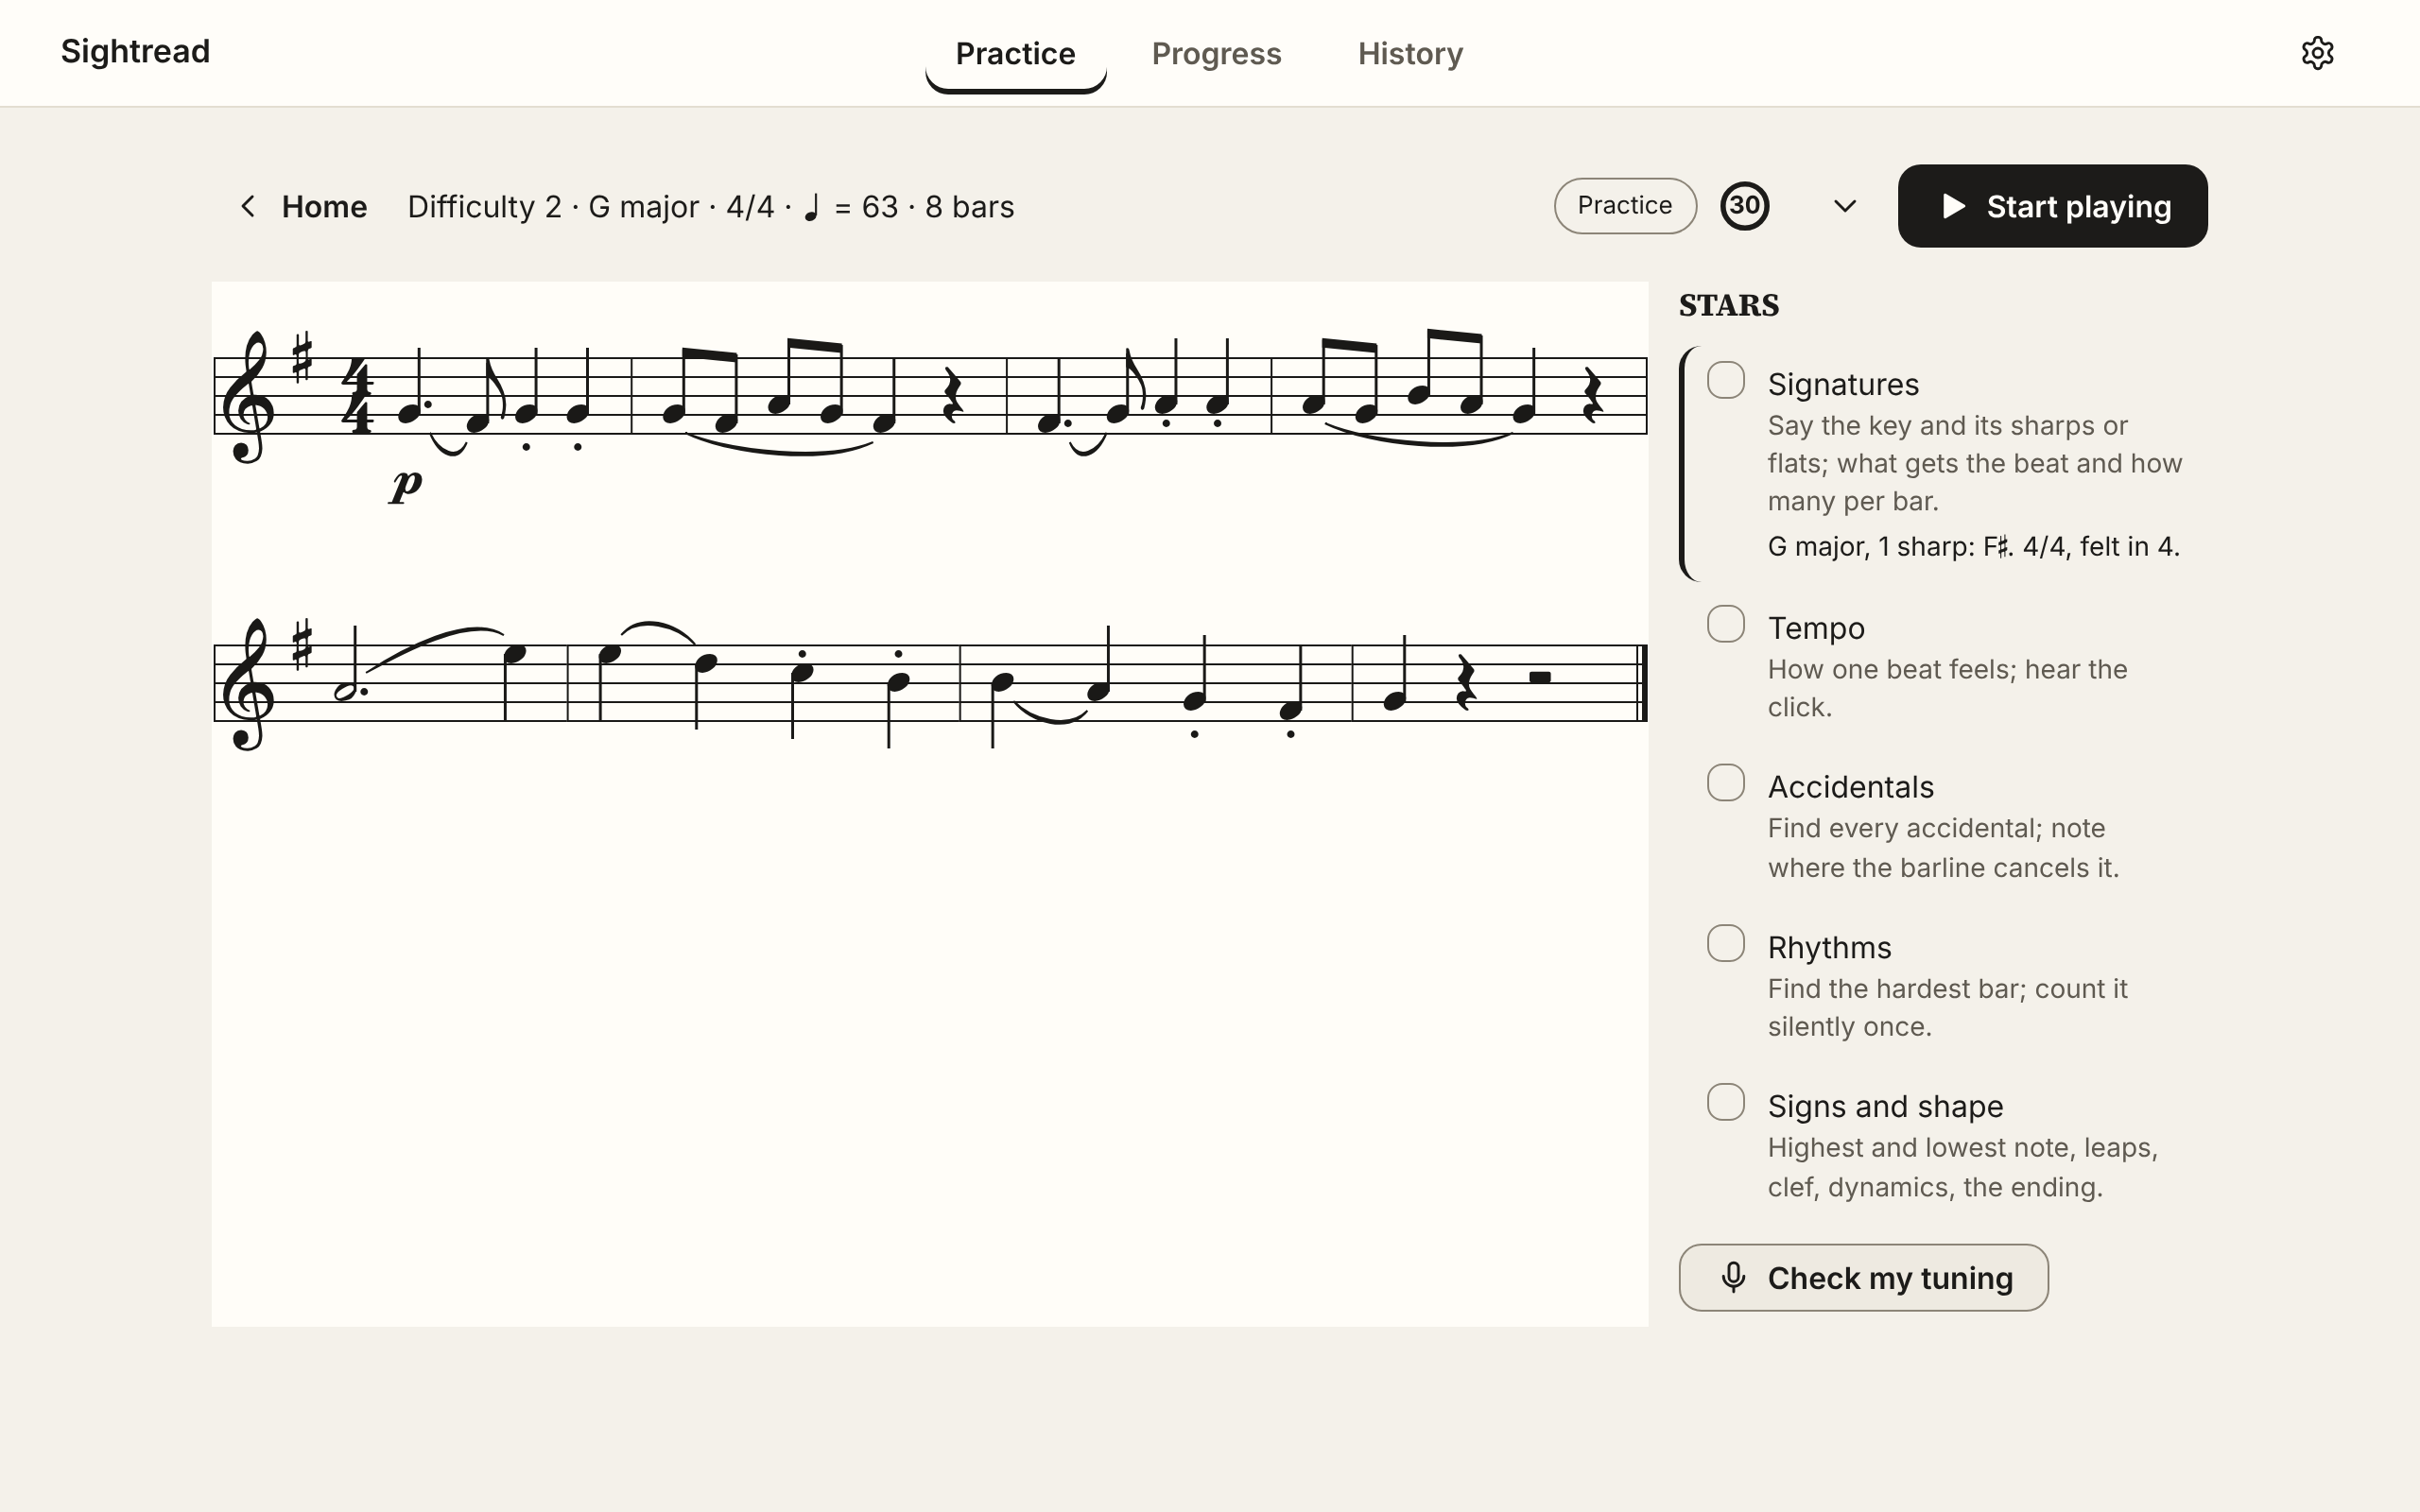 Sightread
Practice
Progress
History
Home
Difficulty 2 · G major · 4/4 · ♩ = 63 · 8 bars
Practice
30
Start playing
4
4
p
STARS
Signatures
Say the key and its sharps or
flats; what gets the beat and how
many per bar.
G major, 1 sharp: F♯. 4/4, felt in 4.
Tempo
How one beat feels; hear the
click.
Accidentals
Find every accidental; note
where the barline cancels it.
Rhythms
Find the hardest bar; count it
silently once.
Signs and shape
Highest and lowest note, leaps,
clef, dynamics, the ending.
Check my tuning